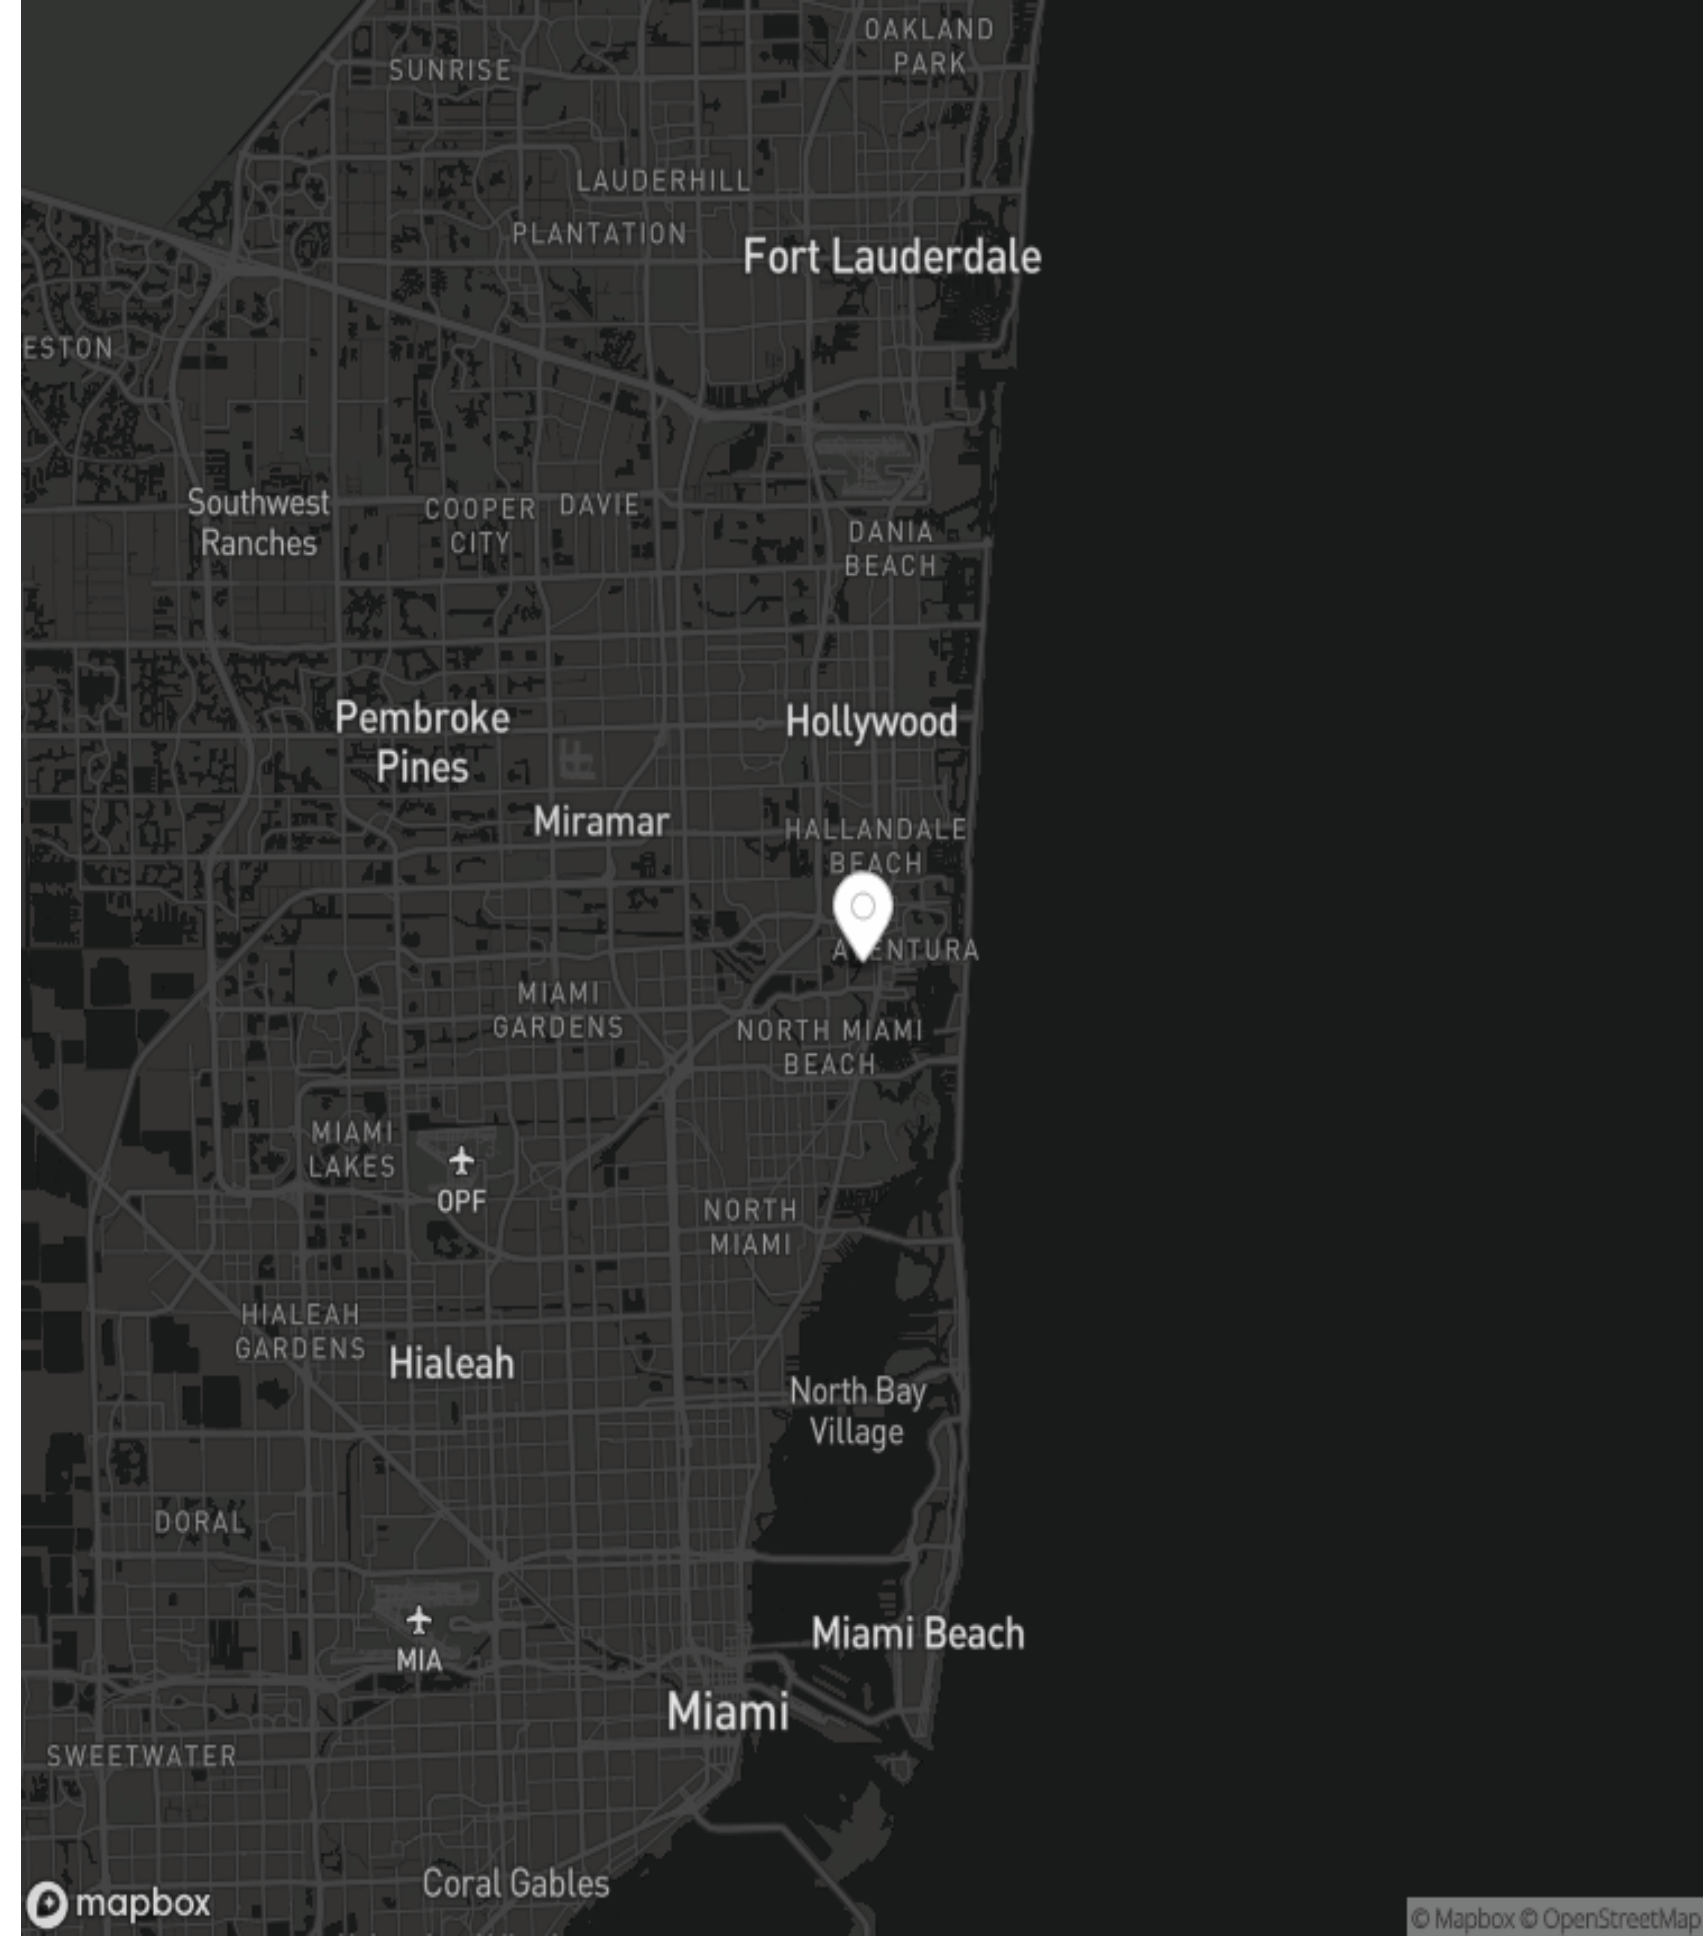 OAKLAND
PARK
SUNRISE
LAUDERHILL
PLANTATION
Fort Lauderdale
ESTON
Southwest
Ranches
COOPER
CITY
DAVIE
DANIA
BEACH
Pembroke
Pines
Hollywood
Miramar
HALLANDALE
BEACH
AVENTURA
MIAMI
GARDENS
NORTH MIAMI
BEACH
MIAMI
LAKES
OPF
NORTH
MIAMI
HIALEAH
GARDENS
Hialeah
North Bay
Village
DORAL
MIA
Miami Beach
Miami
SWEETWATER
Coral Gables
mapbox
© Mapbox © OpenStreetMap